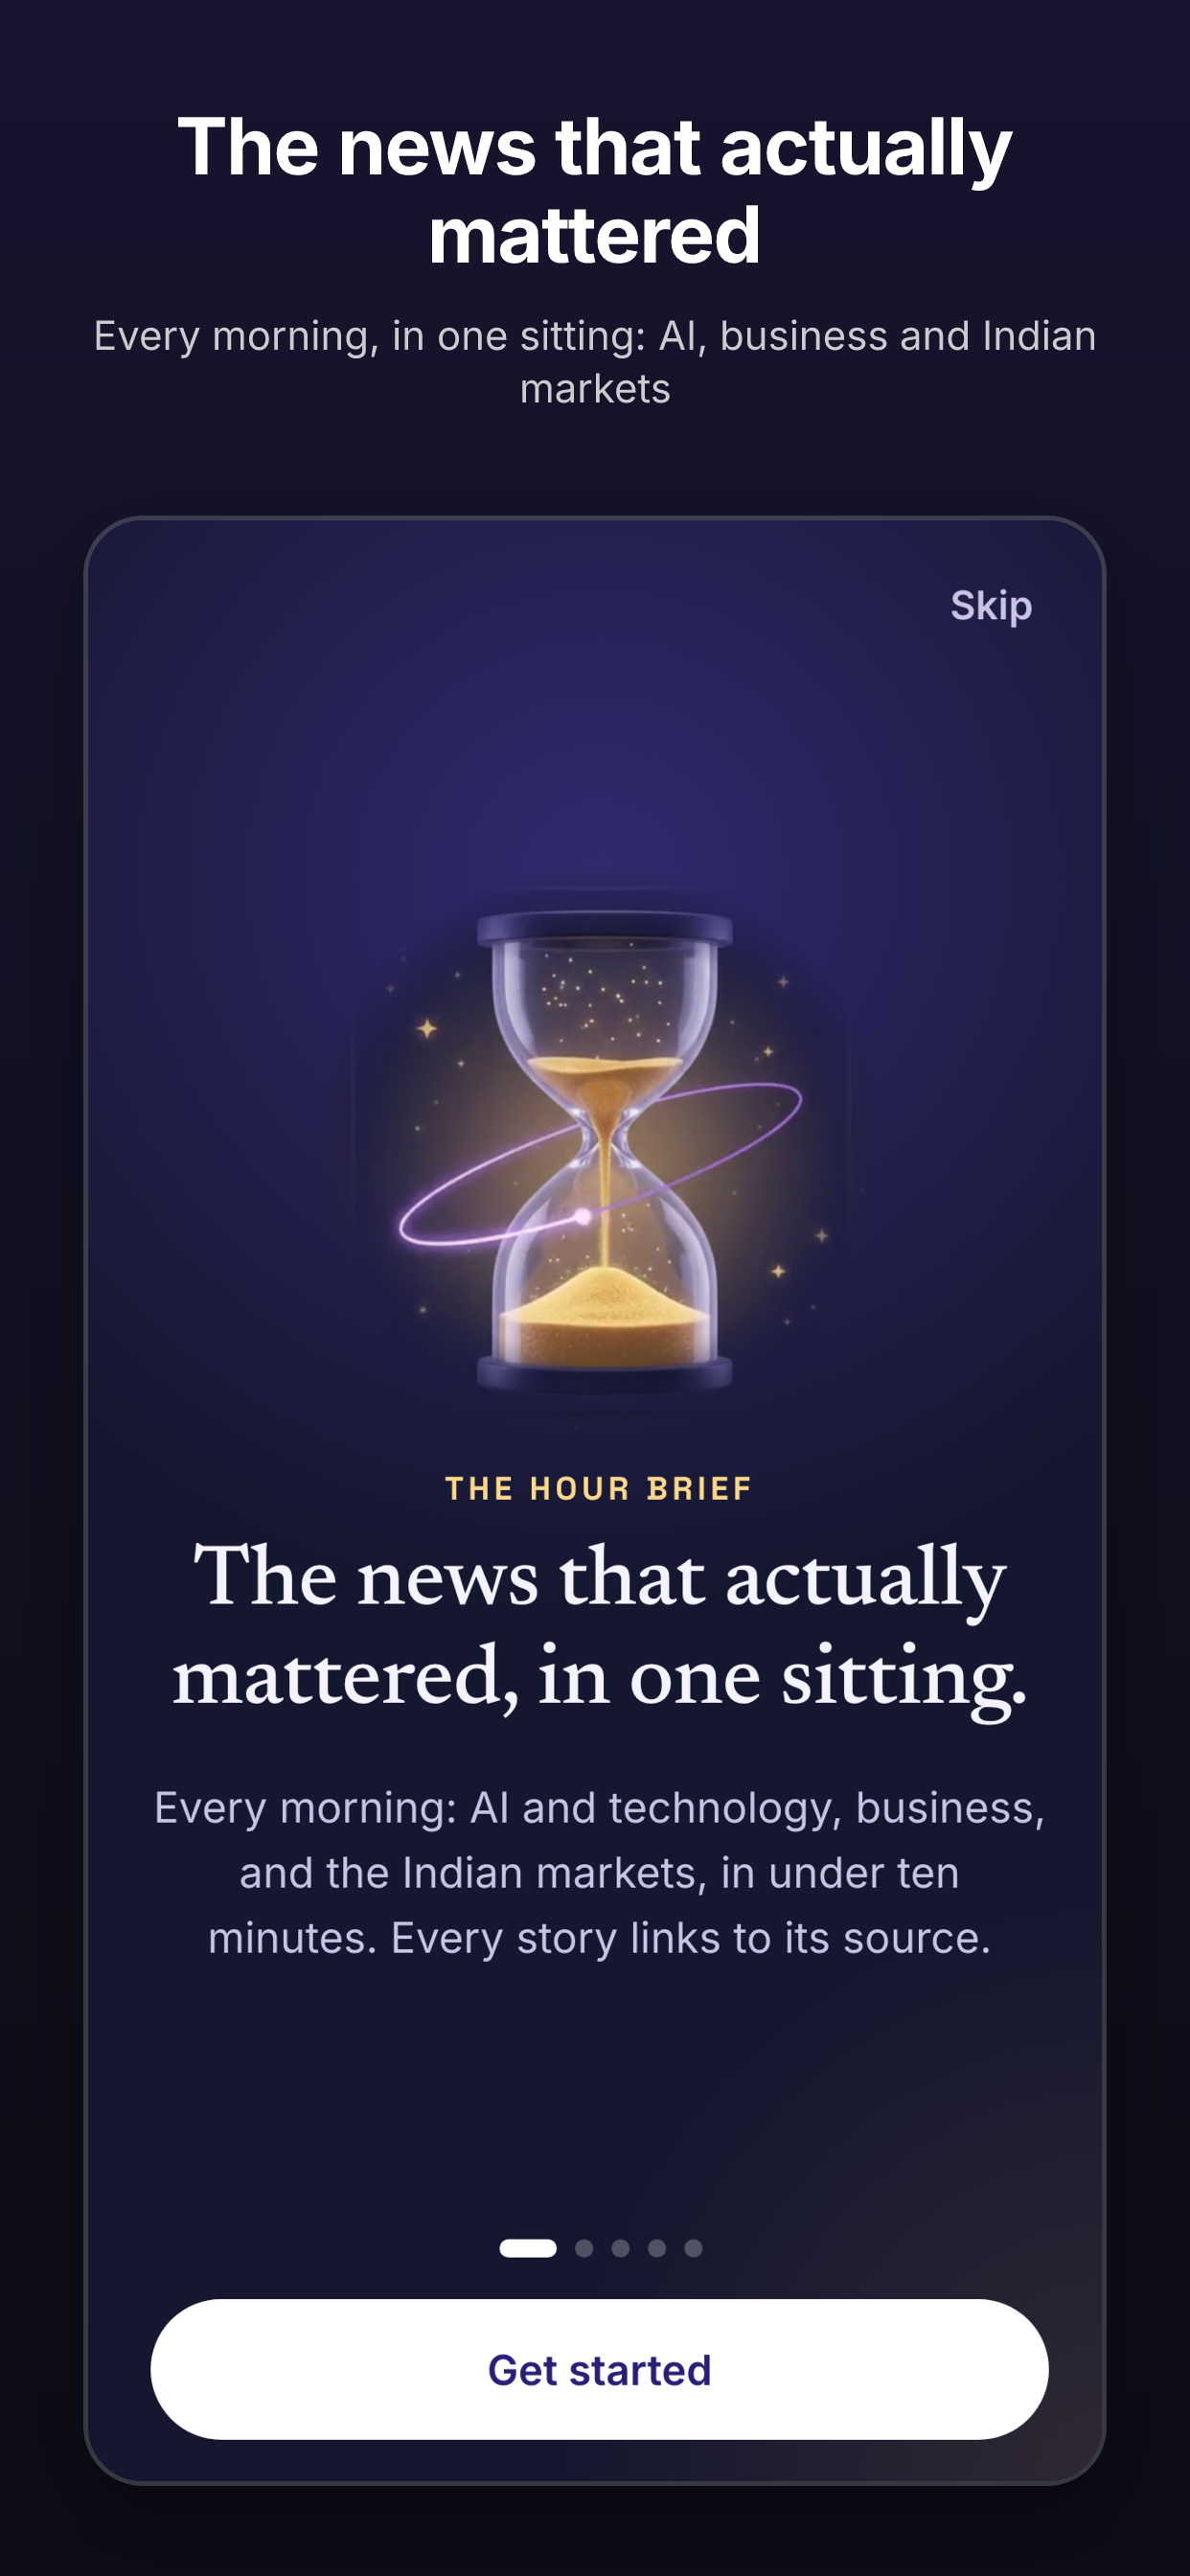 The news that actually
mattered
Every morning, in one sitting: AI, business and Indian
markets
Skip
THE HOUR BRIEF
The news that actually
mattered, in one sitting.
Every morning: AI and technology, business,
and the Indian markets, in under ten
minutes. Every story links to its source.
Get started